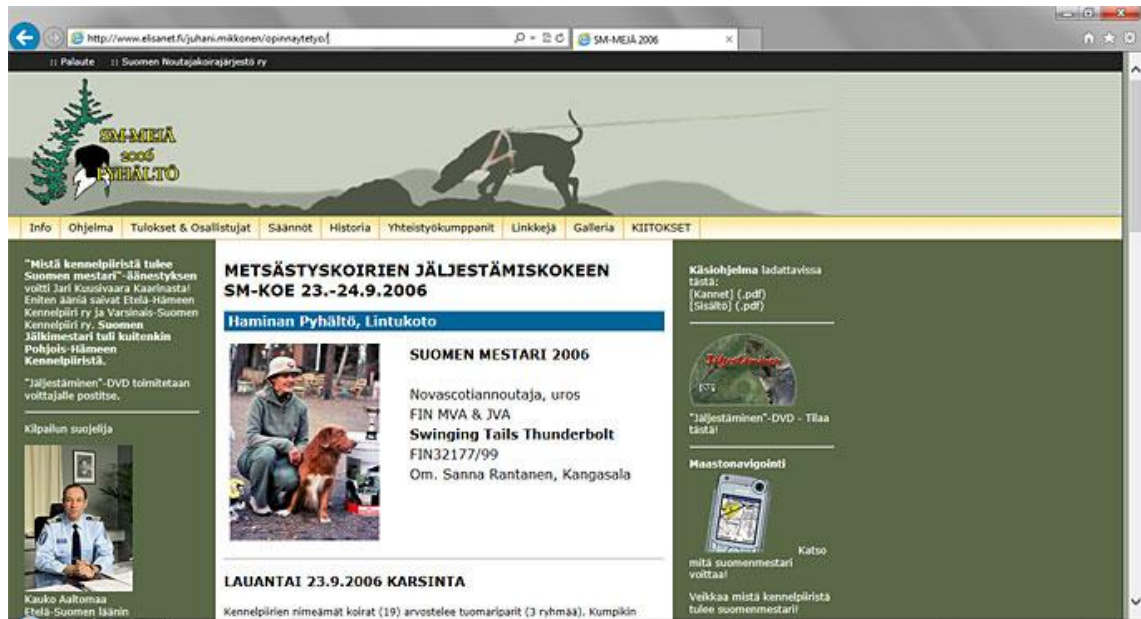 http://www.elisanet.fi/juhani.mikkonen/opinnaytetyo/
SM-MEJÄ 2006
:: Palaute :: Suomen Noutajakoirajärjestö ry
SM-MEJÄ
2006
PYHÄLTÖ
Info Ohjelma Tulokset & Osallistujat Säännöt Historia Yhteistyökumppanit Linkkejä Galleria KIITOKSET
"Mistä kennelpiiristä tulee
Suomen mestari"-äänestyksen
voitti Jari Kuusivaara Kaarinasta!
Eniten ääniä saivat Etelä-Hämeen
Kennelpiiri ry ja Varsinais-Suomen
Kennelpiiri ry. Suomen
Jälkimestari tuli kuitenkin
Pohjois-Hämeen
Kennelpiiristä.
"Jäljestäminen"-DVD toimitetaan
voittajalle postitse.
Kilpailun suojelija
Kauko Aaltomaa
Etelä-Suomen läänin
METSÄSTYSKOIRIEN JÄLJESTÄMISKOKEEN
SM-KOE 23.-24.9.2006
Haminan Pyhältö, Lintukoto
SUOMEN MESTARI 2006
Novascotiannoutaja, uros
FIN MVA & JVA
Swinging Tails Thunderbolt
FIN32177/99
Om. Sanna Rantanen, Kangasala
LAUANTAI 23.9.2006 KARSINTA
Kennelpiirien nimeämät koirat (19) arvostelee tuomariparit (3 ryhmää). Kumpikin
Käsiohjelma ladattavissa
tästä:
[Kannet] (.pdf)
[Sisältö] (.pdf)
Jäljestäminen
"Jäljestäminen"-DVD - Tilaa
tästä!
Maastonavigointi
Katso
mitä suomenmestari
voittaa!
Veikkaa mistä kennelpiiristä
tulee suomenmestari!